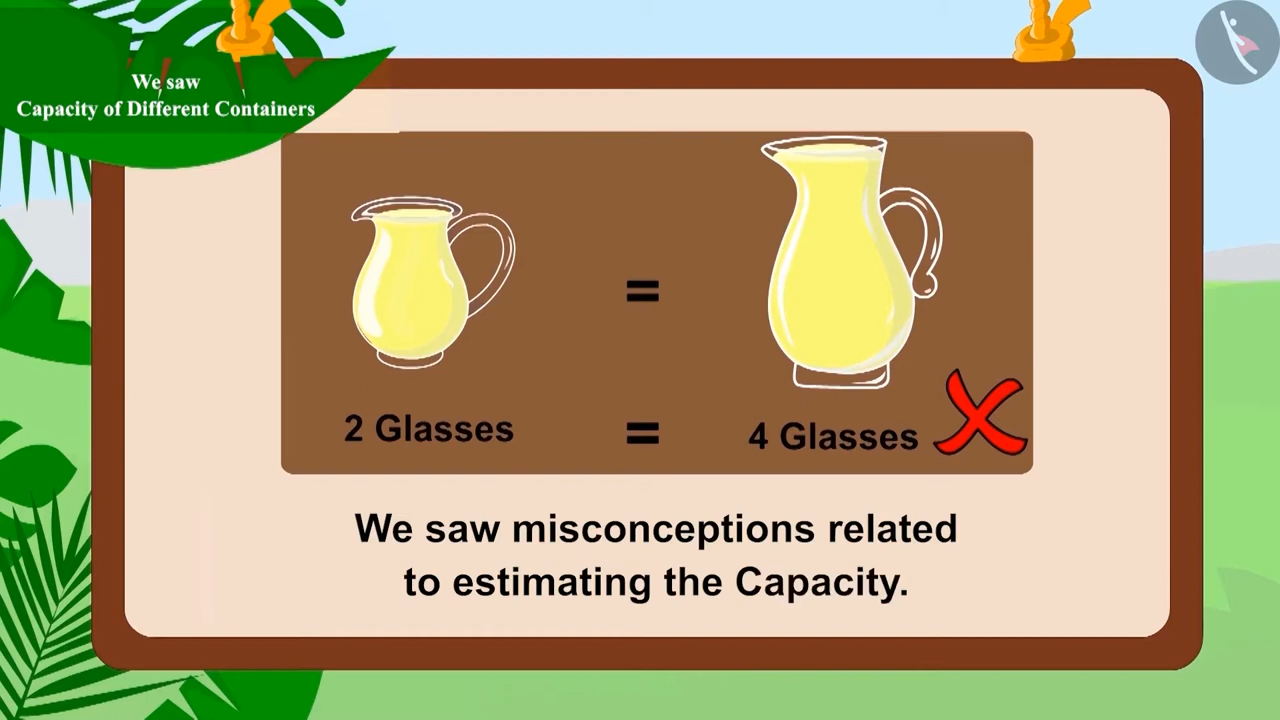 We saw
Capacity of Different Containers
=
2 Glasses = 4 Glasses
We saw misconceptions related
to estimating the Capacity.